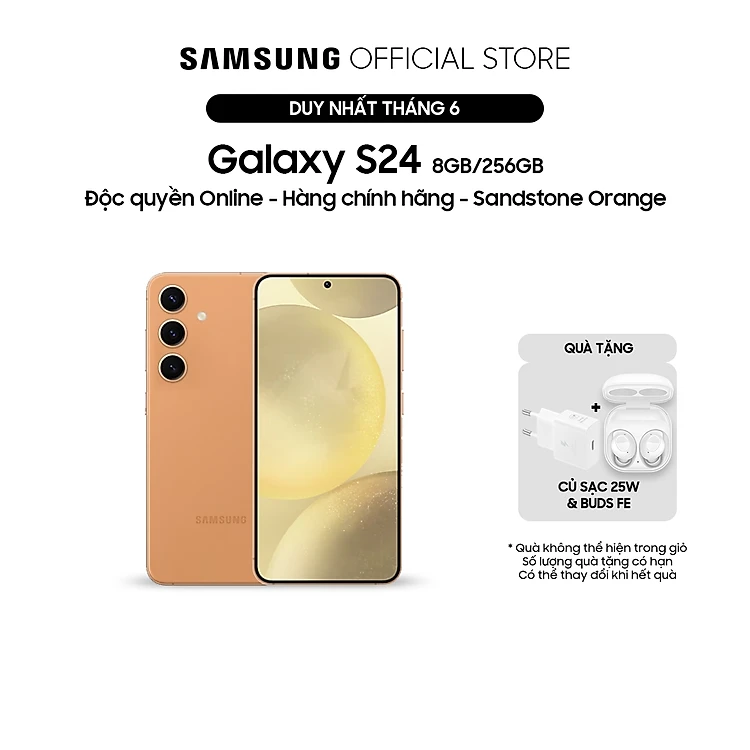 SAMSUNG OFFICIAL STORE
DUY NHẤT THÁNG 6
Galaxy S24 8GB/256GB
Độc quyền Online - Hàng chính hãng - Sandstone Orange
SAMSUNG
QUÀ TẶNG
+
CỦ SẠC 25W
& BUDS FE
* Quà không thể hiện trong giỏ
Số lượng quà tặng có hạn
Có thể thay đổi khi hết quà